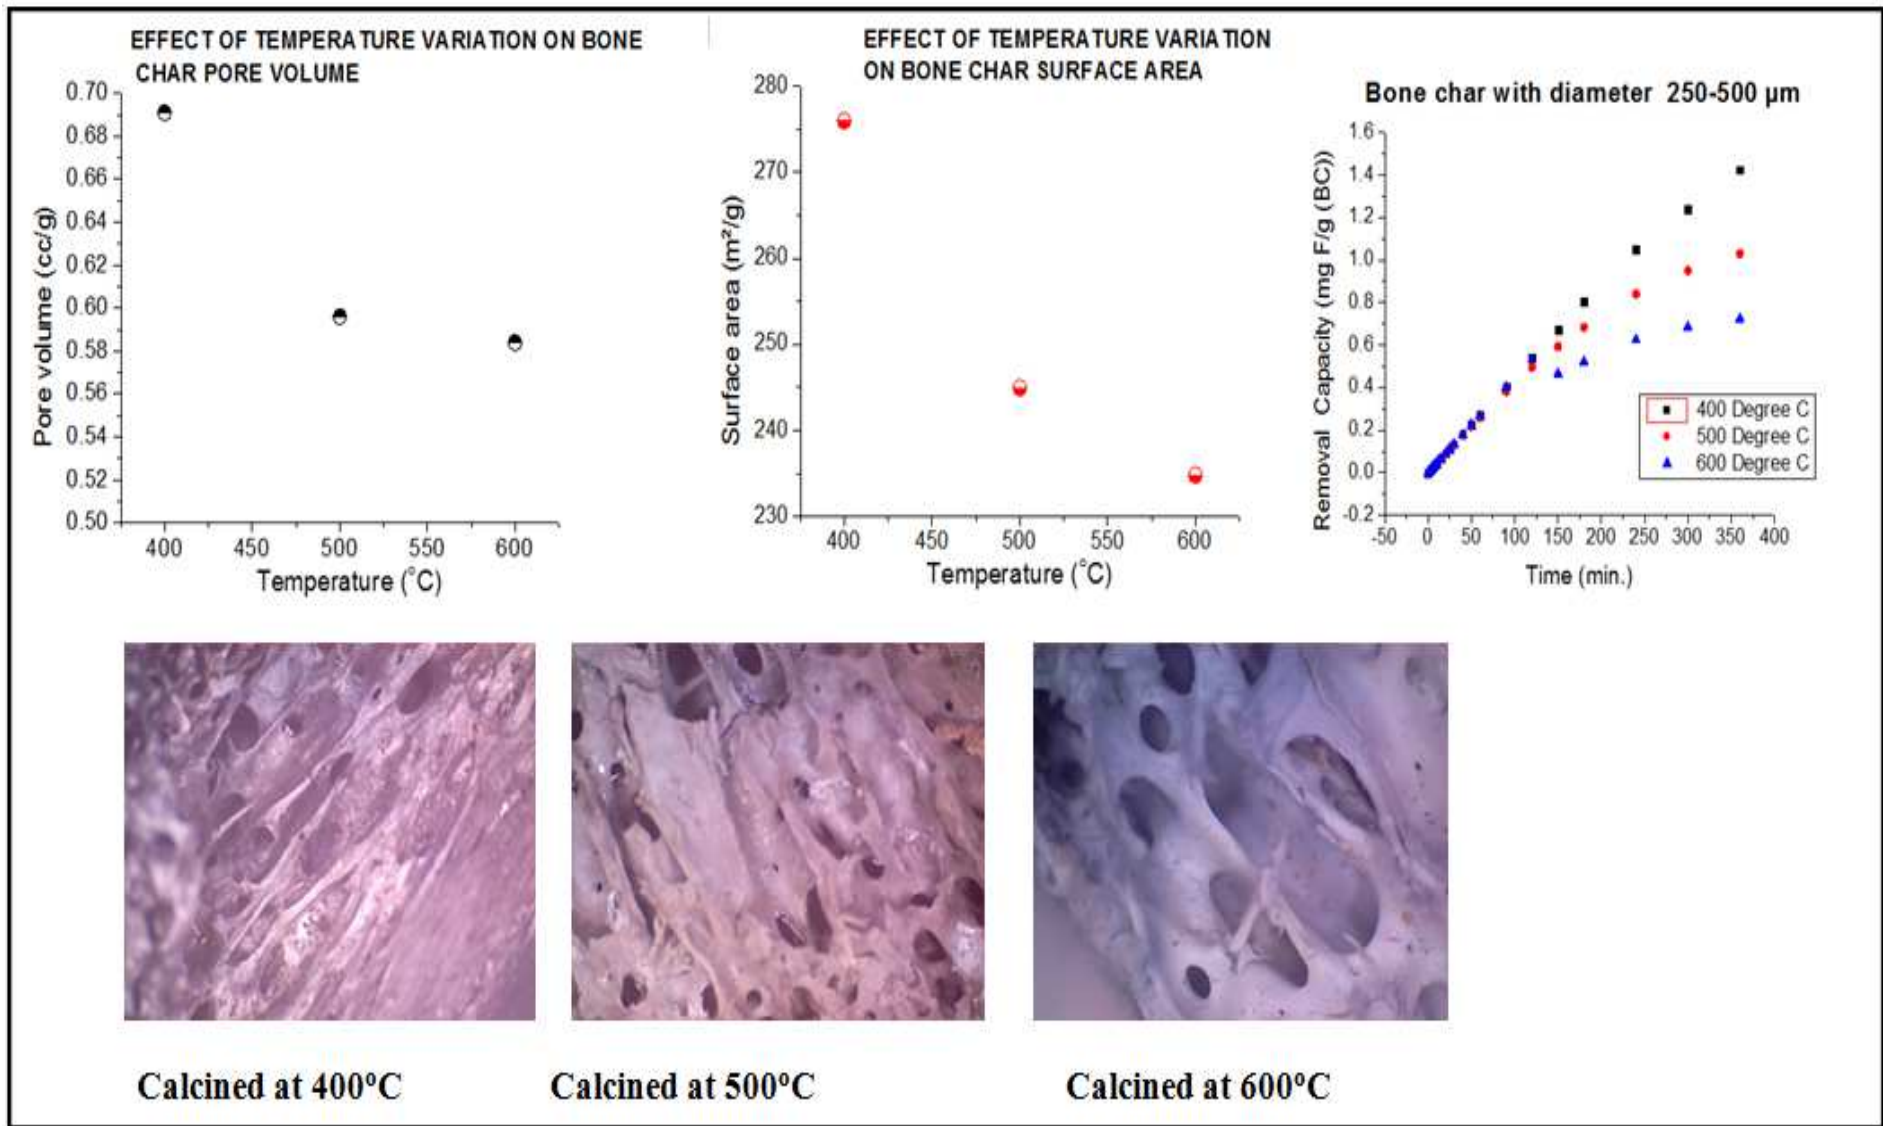 EFFECT OF TEMPERATURE VARIATION ON BONE
CHAR PORE VOLUME
0.70
0.68
0.66
0.64
0.62
0.60
0.58
0.56
0.54
0.52
0.50
Pore volume (cc/g)
400
450
500
550
600
Temperature (°C)
EFFECT OF TEMPERATURE VARIATION
ON BONE CHAR SURFACE AREA
280
270
260
250
240
230
Surface area (m²/g)
400
450
500
550
600
Temperature (°C)
Bone char with diameter 250-500 µm
1.6
1.4
1.2
1.0
0.8
0.6
0.4
0.2
0.0
-0.2
Removal Capacity (mg F/g (BC))
400 Degree C
500 Degree C
600 Degree C
-50
0
50
100
150
200
250
300
350
400
Time (min.)
Calcined at 400ºC
Calcined at 500ºC
Calcined at 600ºC